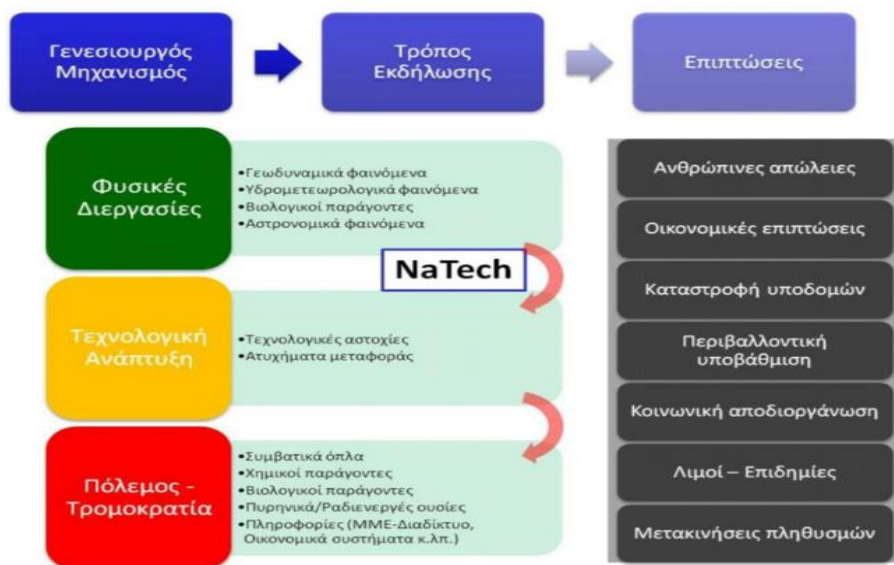 Γενεσιουργός
Μηχανισμός
Τρόπος
Εκδήλωσης
Επιπτώσεις
Φυσικές
Διεργασίες
•Γεωδυναμικά φαινόμενα
•Υδρομετεωρολογικά φαινόμενα
•Βιολογικοί παράγοντες
•Αστρονομικά φαινόμενα
NaTech
Τεχνολογική
Ανάπτυξη
•Τεχνολογικές αστοχίες
•Ατυχήματα μεταφοράς
Πόλεμος -
Τρομοκρατία
•Συμβατικά όπλα
•Χημικοί παράγοντες
•Βιολογικοί παράγοντες
•Πυρηνικά/Ραδιενεργές ουσίες
•Πληροφορίες (ΜΜΕ-Διαδίκτυο,
Οικονομικά συστήματα κ.λπ.)
Ανθρώπινες απώλειες
Οικονομικές επιπτώσεις
Καταστροφή υποδομών
Περιβαλλοντική
υποβάθμιση
Κοινωνική αποδιοργάνωση
Λιμοί – Επιδημίες
Μετακινήσεις πληθυσμών